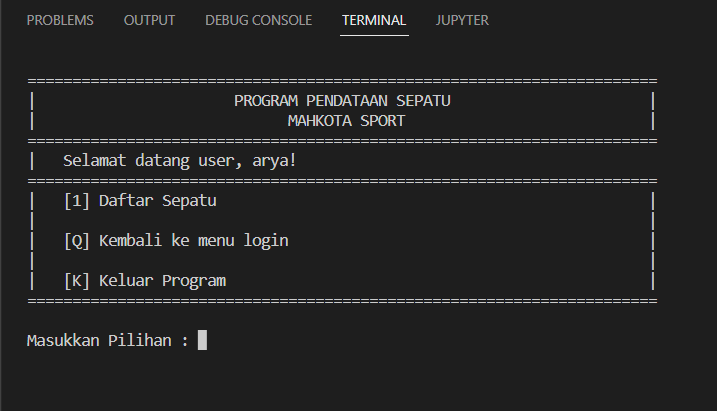 PROBLEMS OUTPUT DEBUG CONSOLE TERMINAL JUPYTER
======================================================================
| PROGRAM PENDATAAN SEPATU |
| MAHKOTA SPORT |
======================================================================
| Selamat datang user, arya!
======================================================================
| [1] Daftar Sepatu |
| |
| [Q] Kembali ke menu login |
| |
| [K] Keluar Program |
======================================================================
Masukkan Pilihan :